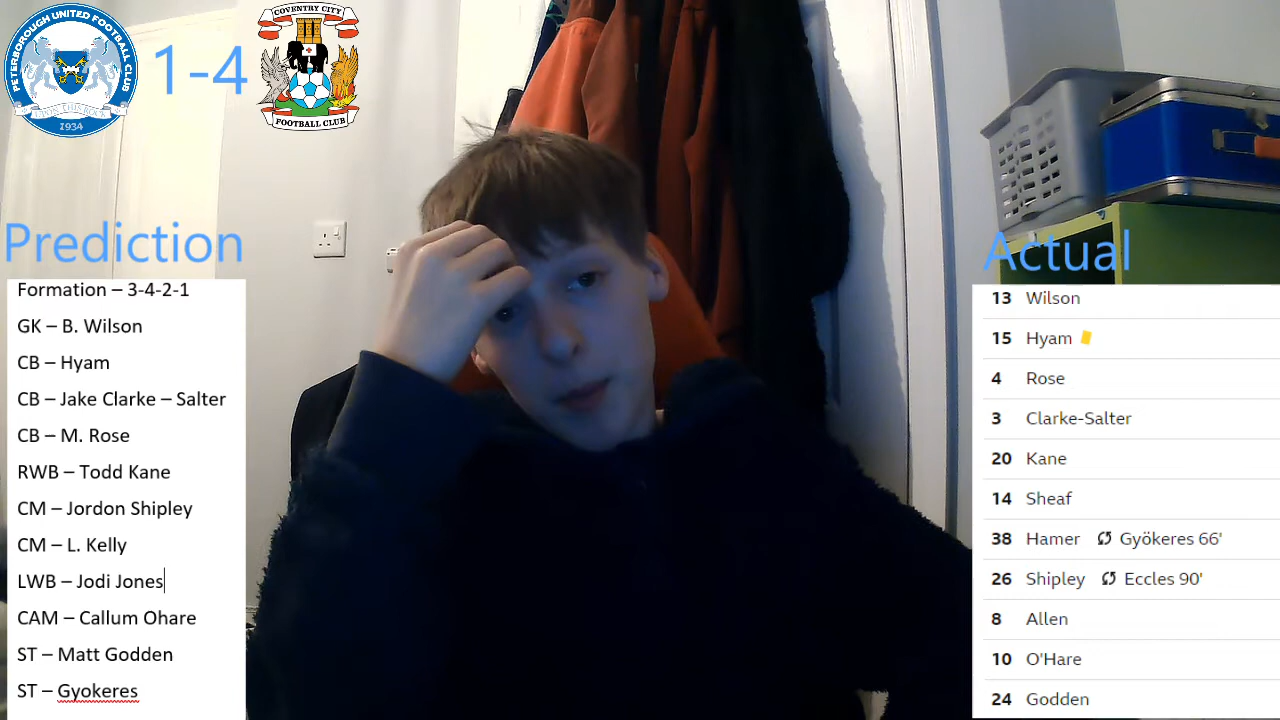 PETERBOROUGH UNITED FOOTBALL CLUB
UPON THIS ROCK
1934
1-4
COVENTRY CITY
FOOTBALL CLUB
Prediction
Formation – 3-4-2-1
GK – B. Wilson
CB – Hyam
CB – Jake Clarke – Salter
CB – M. Rose
RWB – Todd Kane
CM – Jordon Shipley
CM – L. Kelly
LWB – Jodi Jones
CAM – Callum Ohare
ST – Matt Godden
ST – Gyokeres
Actual
13 Wilson
15 Hyam
4 Rose
3 Clarke-Salter
20 Kane
14 Sheaf
38 Hamer Gyökeres 66'
26 Shipley Eccles 90'
8 Allen
10 O'Hare
24 Godden